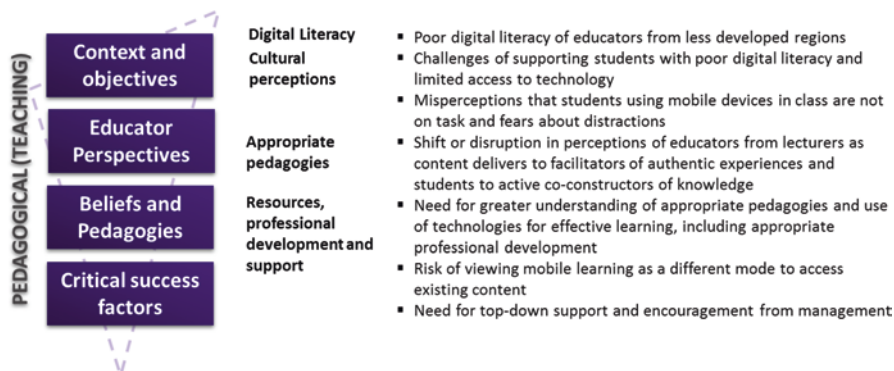 PEDAGOGICAL (TEACHING)
Context and
objectives
Educator
Perspectives
Beliefs and
Pedagogies
Critical success
factors
Digital Literacy
Cultural
perceptions
Appropriate
pedagogies
Resources,
professional
development and
support
▪ Poor digital literacy of educators from less developed regions
▪ Challenges of supporting students with poor digital literacy and
limited access to technology
▪ Misperceptions that students using mobile devices in class are not
on task and fears about distractions
▪ Shift or disruption in perceptions of educators from lecturers as
content delivers to facilitators of authentic experiences and
students to active co-constructors of knowledge
▪ Need for greater understanding of appropriate pedagogies and use
of technologies for effective learning, including appropriate
professional development
▪ Risk of viewing mobile learning as a different mode to access
existing content
▪ Need for top-down support and encouragement from management